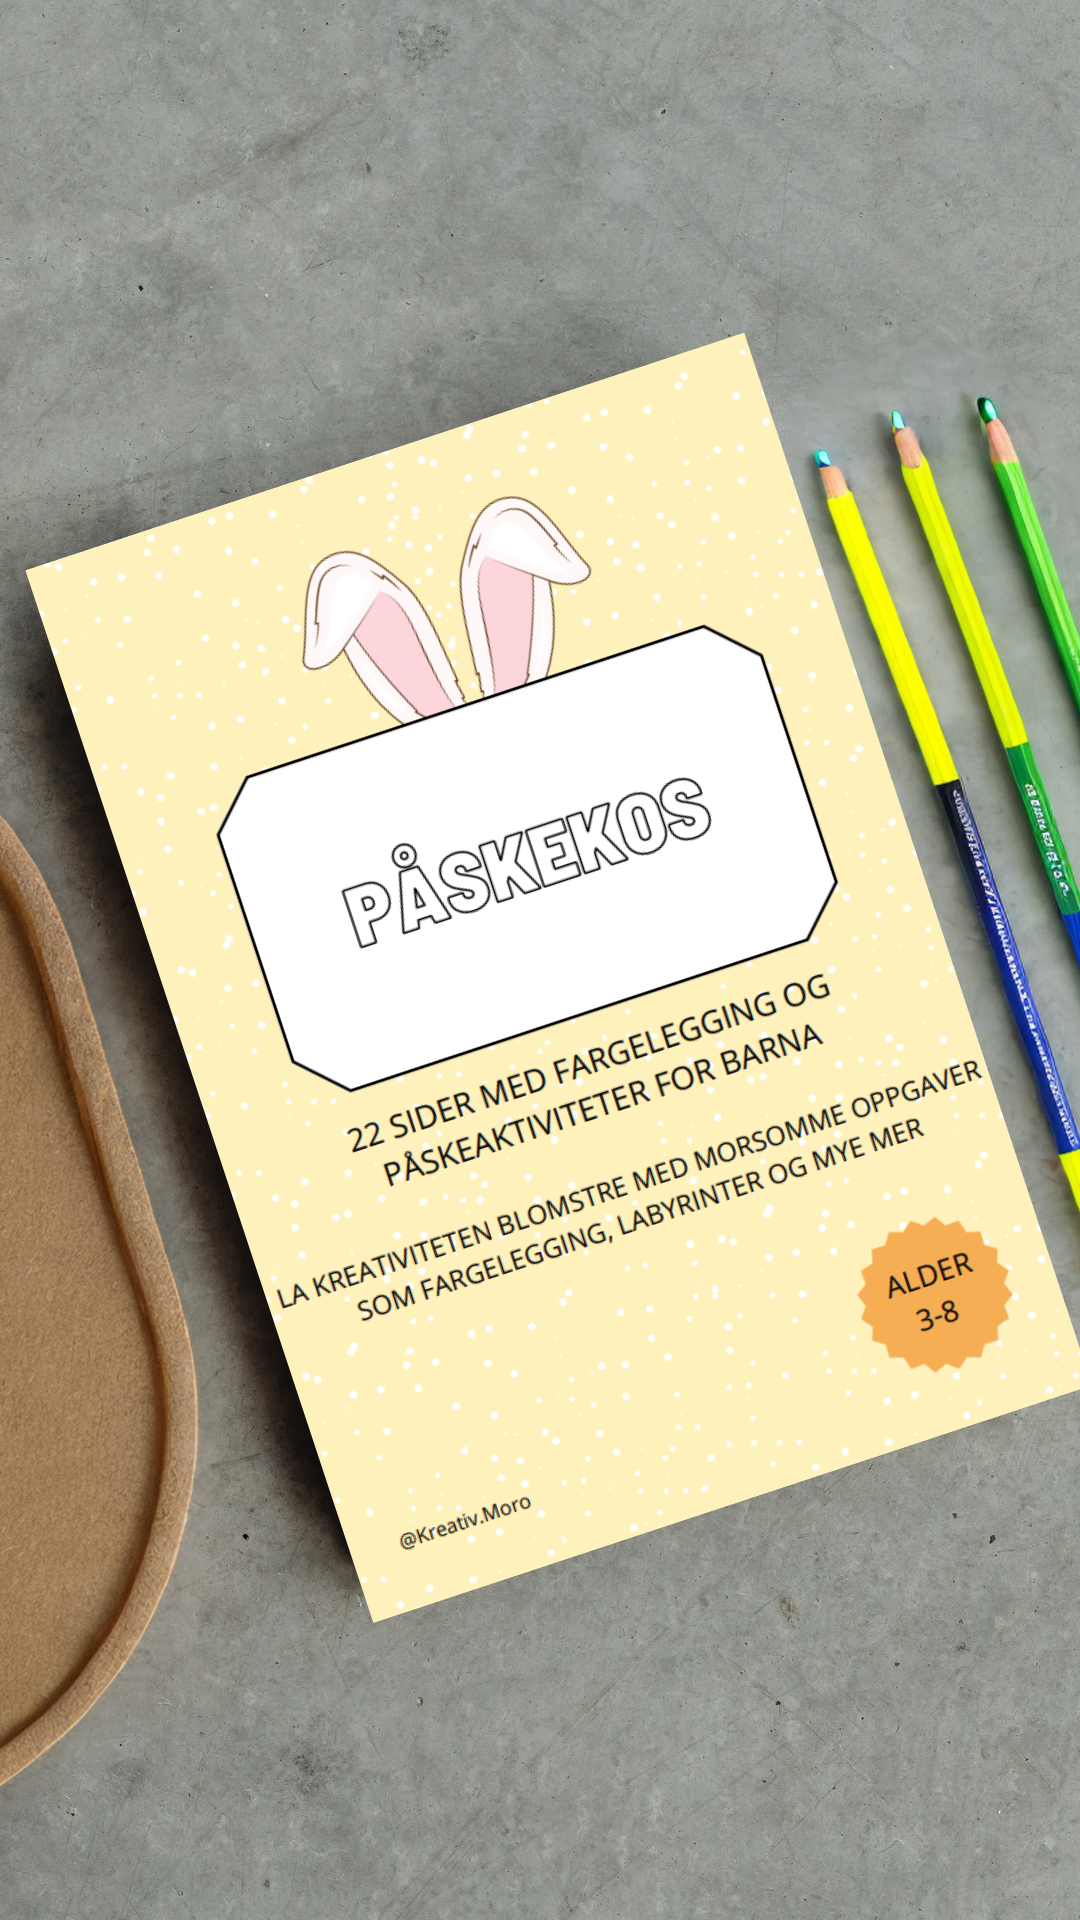 PÅSKEKOS
22 SIDER MED FARGELEGGING OG
PÅSKEAKTIVITETER FOR BARNA
LA KREATIVITETEN BLOMSTRE MED MORSOMME OPPGAVER
SOM FARGELEGGING, LABYRINTER OG MYE MER
ALDER
3-8
@Kreativ.Moro